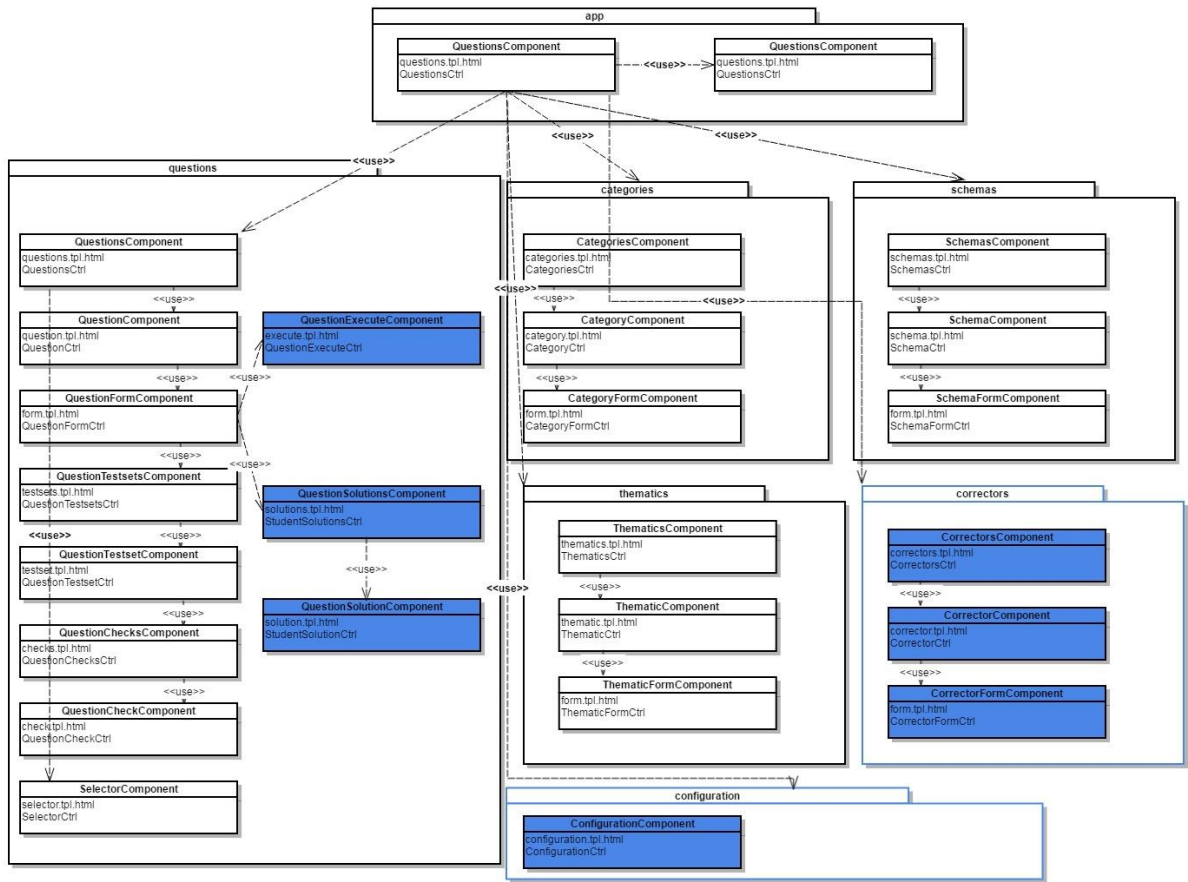 app
QuestionsComponent
questions.tpl.html
QuestionsCtrl
<<use>>
QuestionsComponent
questions.tpl.html
QuestionsCtrl
<<use>>
<<use>>
<<use>>
<<use>>
<<use>>
<<use>>
questions
QuestionsComponent
questions.tpl.html
QuestionsCtrl
<<use>>
QuestionComponent
question.tpl.html
QuestionCtrl
<<use>>
QuestionFormComponent
form.tpl.html
QuestionFormCtrl
<<use>>
QuestionTestsetsComponent
testsets.tpl.html
QuestionTestsetsCtrl
<<use>>
<<use>>
QuestionTestsetComponent
testset.tpl.html
QuestionTestsetCtrl
<<use>>
QuestionChecksComponent
checks.tpl.html
QuestionChecksCtrl
<<use>>
QuestionCheckComponent
check.tpl.html
QuestionCheckCtrl
SelectorComponent
selector.tpl.html
SelectorCtrl
<<use>>
QuestionExecuteComponent
execute.tpl.html
QuestionExecuteCtrl
<<use>>
QuestionSolutionsComponent
solutions.tpl.html
StudentSolutionsCtrl
<<use>>
QuestionSolutionComponent
solution.tpl.html
StudentSolutionCtrl
categories
CategoriesComponent
categories.tpl.html
CategoriesCtrl
<<use>>
CategoryComponent
category.tpl.html
CategoryCtrl
<<use>>
CategoryFormComponent
form.tpl.html
CategoryFormCtrl
schemas
SchemasComponent
schemas.tpl.html
SchemasCtrl
<<use>>
SchemaComponent
schema.tpl.html
SchemaCtrl
<<use>>
SchemaFormComponent
form.tpl.html
SchemaFormCtrl
thematics
ThematicsComponent
thematics.tpl.html
ThematicsCtrl
<<use>>
ThematicComponent
thematic.tpl.html
ThematicCtrl
<<use>>
ThematicFormComponent
form.tpl.html
ThematicFormCtrl
correctors
CorrectorsComponent
correctors.tpl.html
CorrectorsCtrl
<<use>>
CorrectorComponent
corrector.tpl.html
CorrectorCtrl
<<use>>
CorrectorFormComponent
form.tpl.html
CorrectorFormCtrl
configuration
ConfigurationComponent
configuration.tpl.html
ConfigurationCtrl